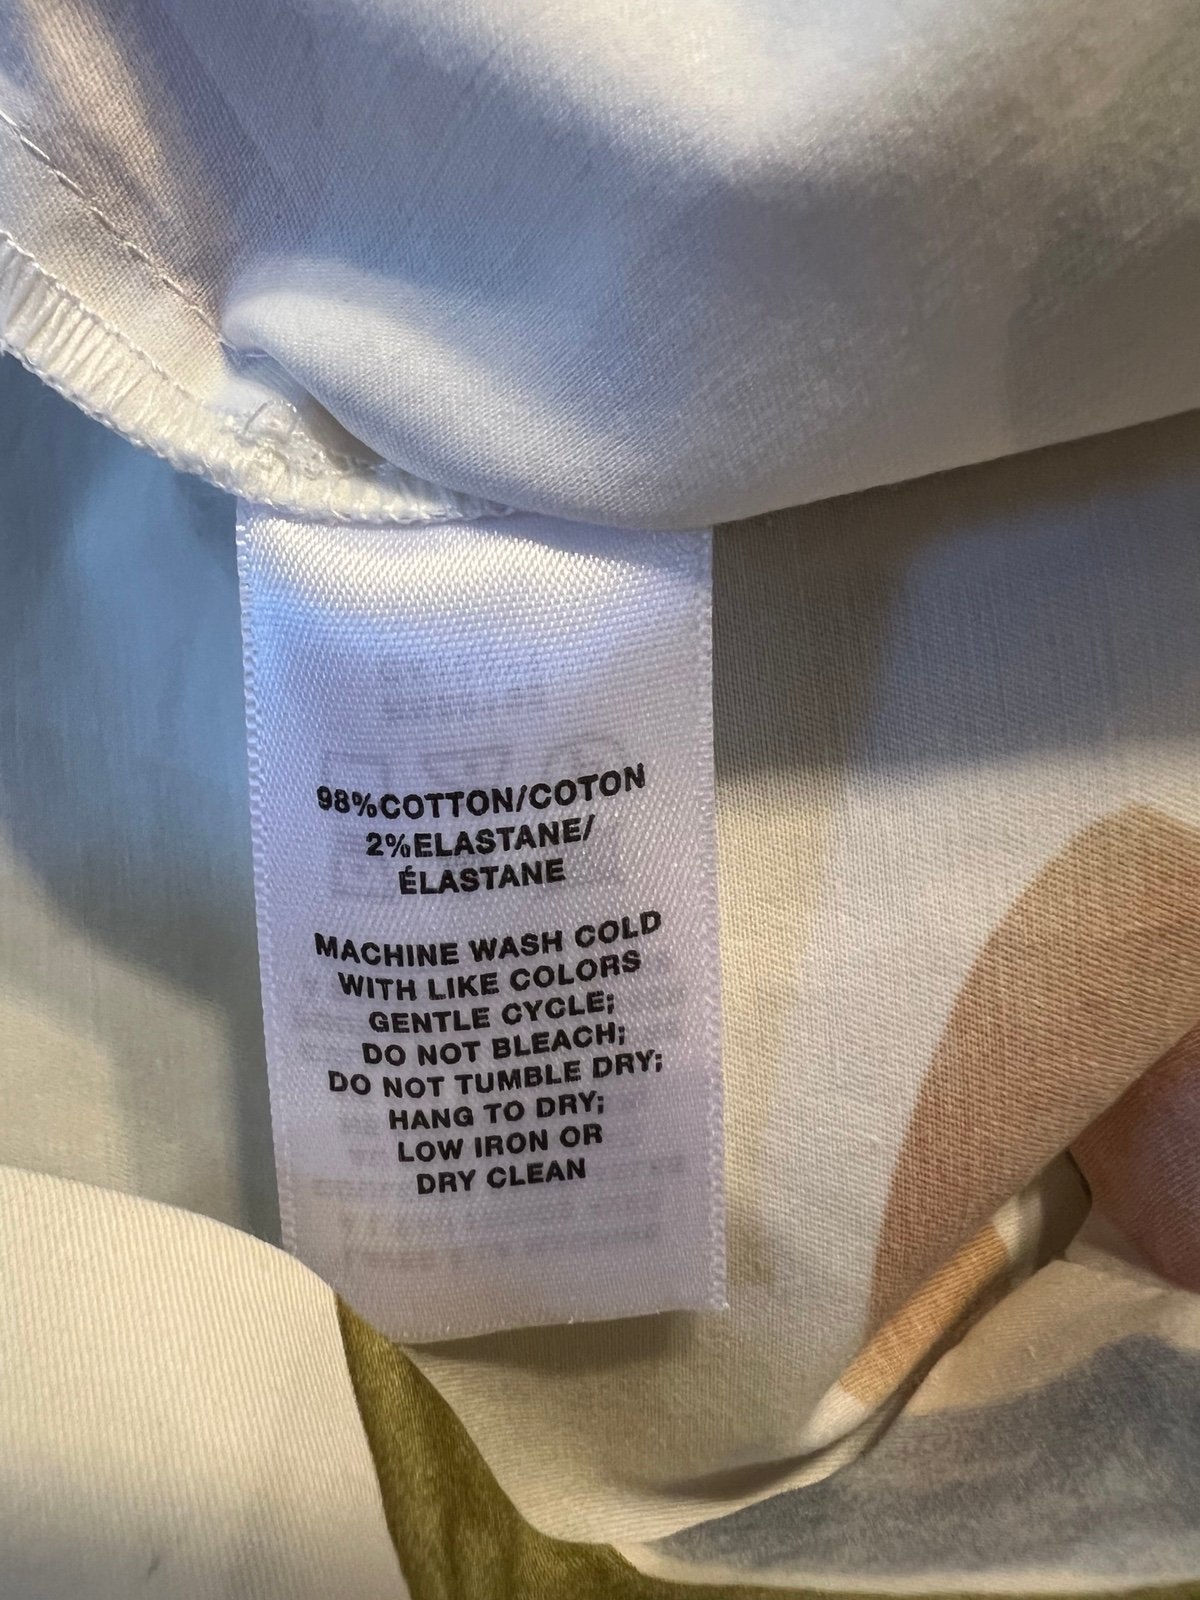 98%COTTON/COTON
2%ELASTANE/
ÉLASTANE
MACHINE WASH COLD
WITH LIKE COLORS
GENTLE CYCLE;
DO NOT BLEACH;
DO NOT TUMBLE DRY;
HANG TO DRY;
LOW IRON OR
DRY CLEAN